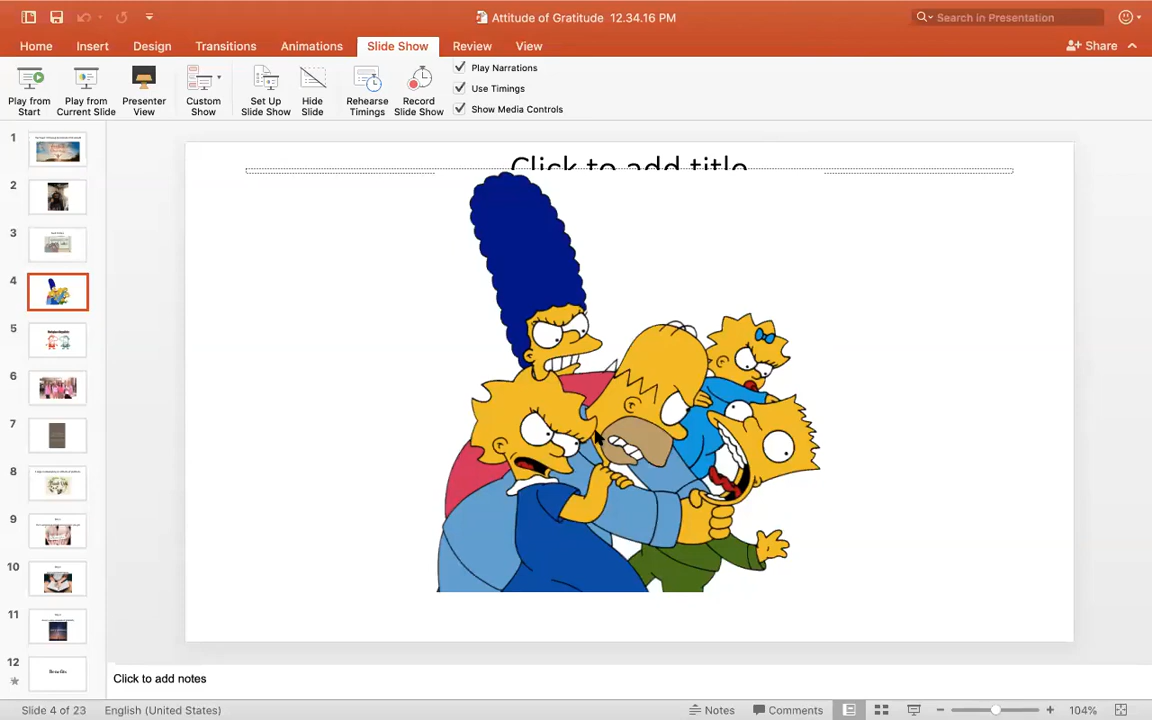 Attitude of Gratitude 12.34.16 PM
Search in Presentation
Home Insert Design Transitions Animations Slide Show Review View
Share
Play from Start
Play from Current Slide
Presenter View
Custom Show
Set Up Slide Show
Hide Slide
Rehearse Timings
Record Slide Show
Play Narrations
Use Timings
Show Media Controls
1
2
3
4
5
6
7
8
9
10
11
12
Click to add title
Click to add notes
Slide 4 of 23
English (United States)
Notes
Comments
104%